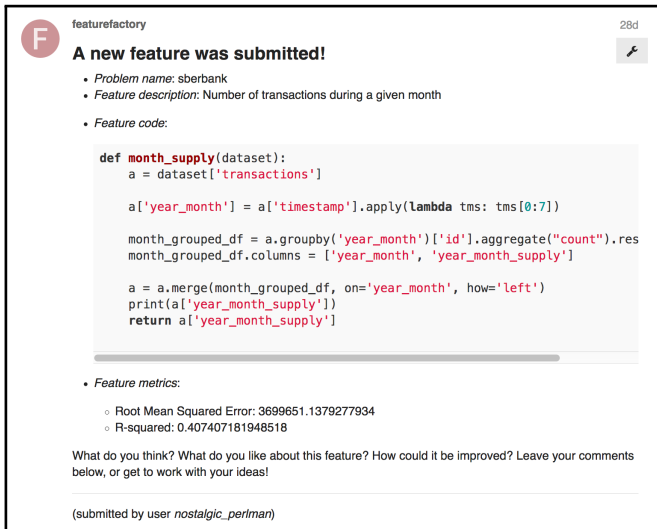 F
featurefactory
28d
A new feature was submitted!
• Problem name: sberbank
• Feature description: Number of transactions during a given month
• Feature code:
def month_supply(dataset):
    a = dataset['transactions']
    a['year_month'] = a['timestamp'].apply(lambda tms: tms[0:7])
    month_grouped_df = a.groupby('year_month')['id'].aggregate("count").res
    month_grouped_df.columns = ['year_month', 'year_month_supply']
    a = a.merge(month_grouped_df, on='year_month', how='left')
    print(a['year_month_supply'])
    return a['year_month_supply']
• Feature metrics:
◦ Root Mean Squared Error: 3699651.1379277934
◦ R-squared: 0.407407181948518
What do you think? What do you like about this feature? How could it be improved? Leave your comments
below, or get to work with your ideas!
(submitted by user nostalgic_perlman)